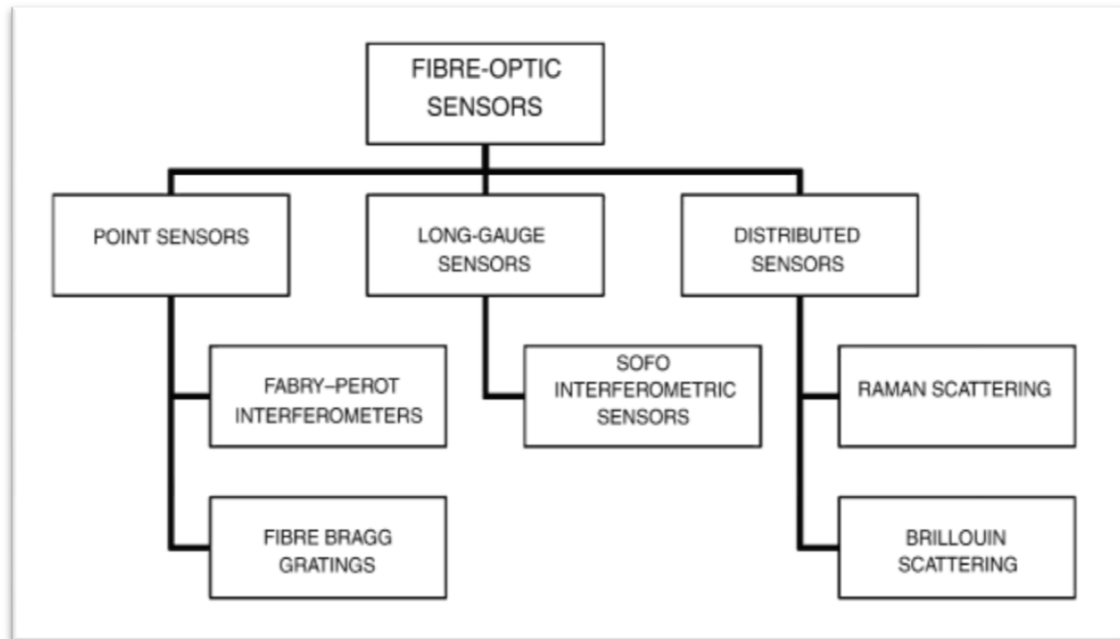 FIBRE-OPTIC
SENSORS
POINT SENSORS
LONG-GAUGE
SENSORS
DISTRIBUTED
SENSORS
FABRY–PEROT
INTERFEROMETERS
SOFO
INTERFEROMETRIC
SENSORS
RAMAN SCATTERING
FIBRE BRAGG
GRATINGS
BRILLOUIN
SCATTERING